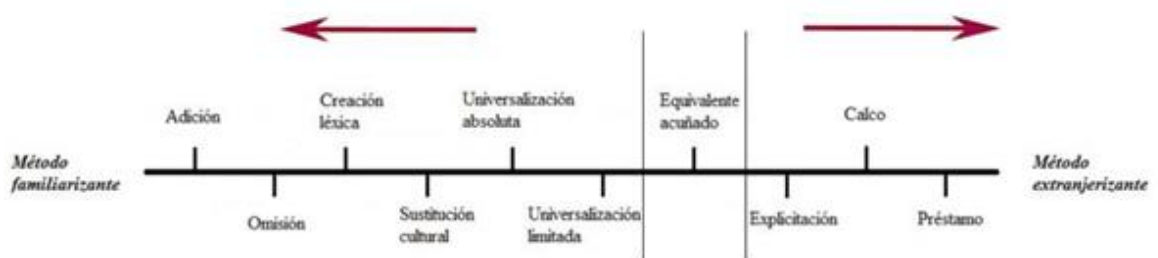 Adición
Creación
léxica
Universalización
absoluta
Equivalente
acuñado
Calco
Método
familiarizante
Método
extranjerizante
Omisión
Sustitución
cultural
Universalización
limitada
Explicitación
Préstamo